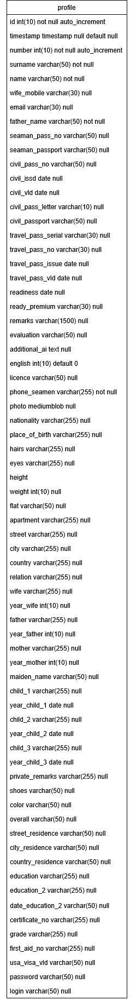 profile
id int(10) not null auto_increment
timestamp timestamp null default null
number int(10) not null auto_increment
surname varchar(50) not null
name varchar(50) not null
wife_mobile varchar(30) null
email varchar(30) null
father_name varchar(50) not null
seaman_pass_no varchar(50) null
seaman_passport varchar(50) null
civil_pass_no varchar(50) null
civil_issd date null
civil_vld date null
civil_pass_letter varchar(10) null
civil_passport varchar(50) null
travel_pass_serial varchar(30) null
travel_pass_no varchar(30) null
travel_pass_issue date null
travel_pass_vld date null
readiness date null
ready_premium varchar(30) null
remarks varchar(1500) null
evaluation varchar(50) null
additional_ai text null
english int(10) default 0
licence varchar(50) null
phone_seamen varchar(255) not null
photo mediumblob null
nationality varchar(255) null
place_of_birth varchar(255) null
hairs varchar(255) null
eyes varchar(255) null
height
weight int(10) null
flat varchar(50) null
apartment varchar(255) null
street varchar(255) null
city varchar(255) null
country varchar(255) null
relation varchar(255) null
wife varchar(255) null
year_wife int(10) null
father varchar(255) null
year_father int(10) null
mother varchar(255) null
year_mother int(10) null
maiden_name varchar(50) null
child_1 varchar(255) null
year_child_1 date null
child_2 varchar(255) null
year_child_2 date null
child_3 varchar(255) null
year_child_3 date null
private_remarks varchar(255) null
shoes varchar(50) null
color varchar(50) null
overall varchar(50) null
street_residence varchar(50) null
city_residence varchar(50) null
country_residence varchar(50) null
education varchar(255) null
education_2 varchar(255) null
date_education_2 varchar(50) null
certificate_no varchar(255) null
grade varchar(255) null
first_aid_no varchar(255) null
usa_visa_vld varchar(50) null
password varchar(50) null
login varchar(50) null